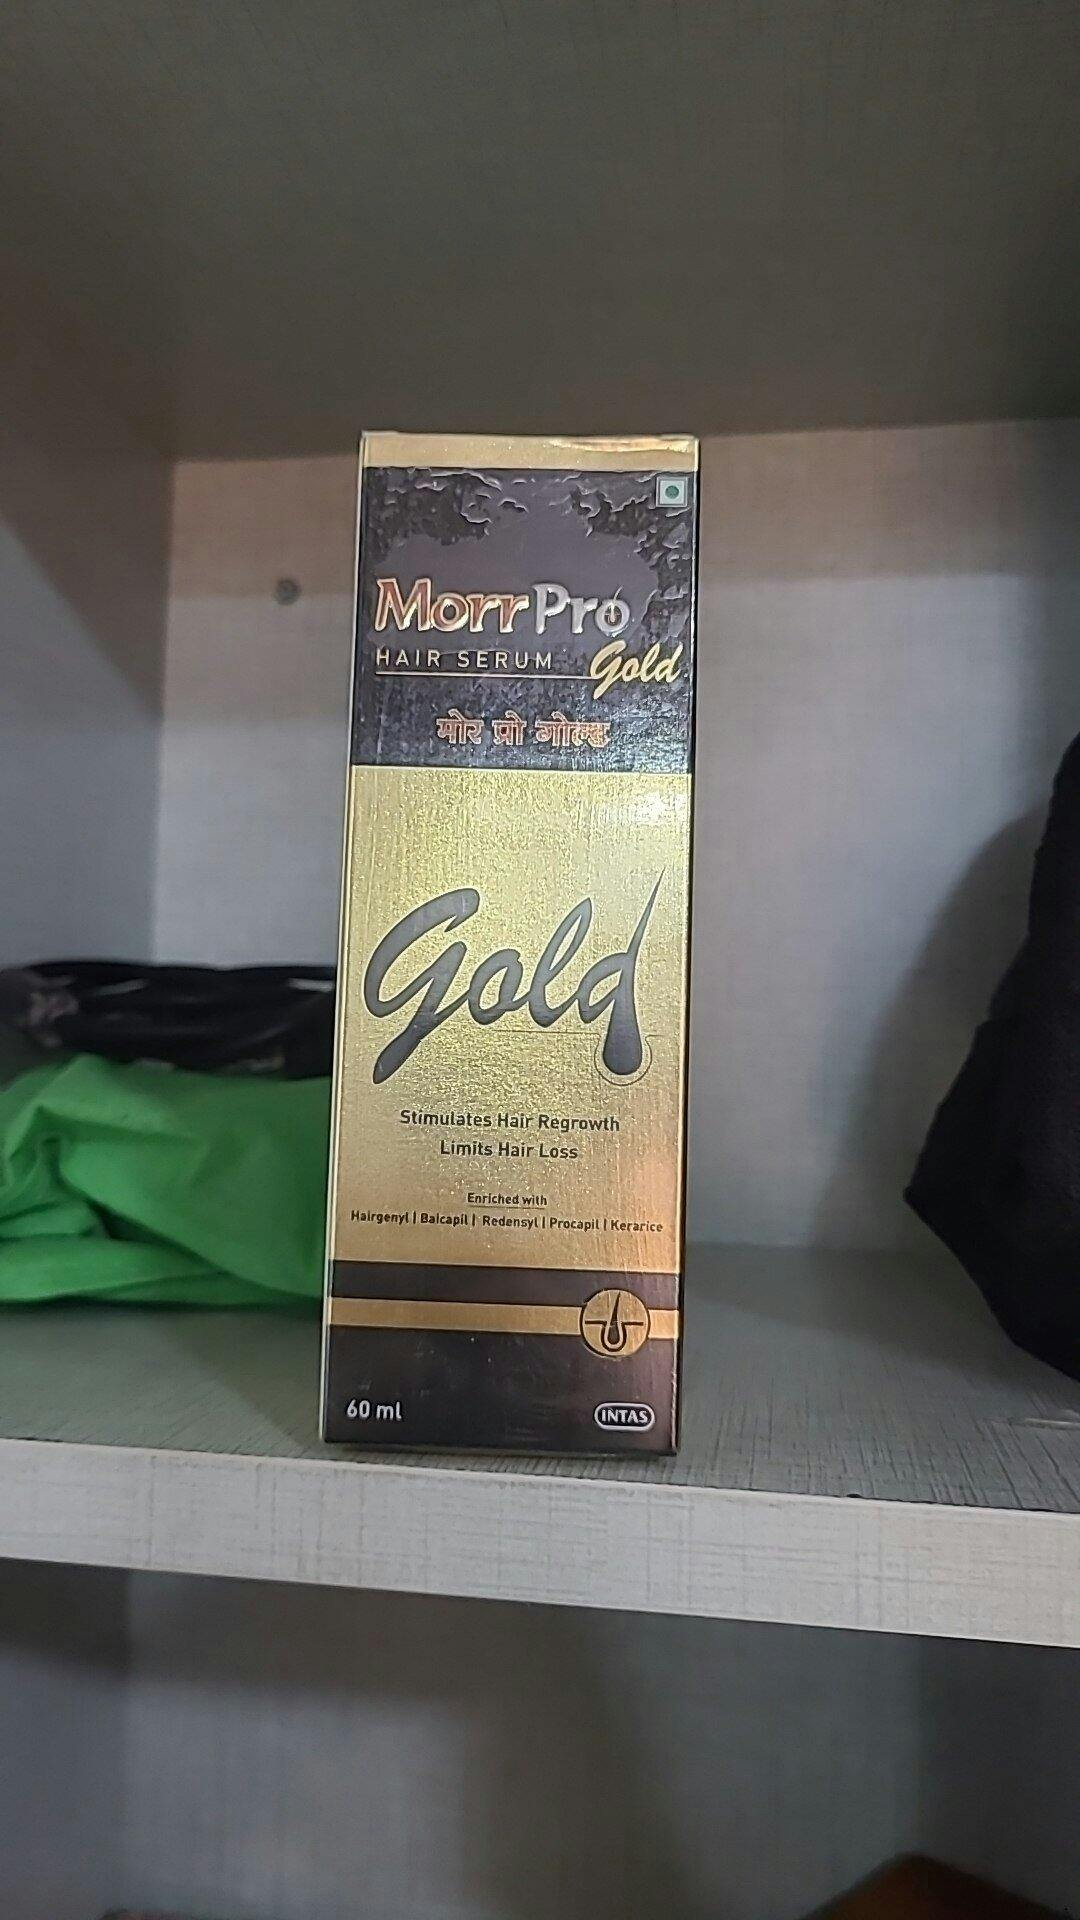 MorrPro
HAIR SERUM Gold
मोर प्रो गोल्ड
Gold
Stimulates Hair Regrowth
Limits Hair Loss
Enriched with
Hairgenyl | Baicapil | Redensyl | Procapil | Kerarice
60 ml
INTAS